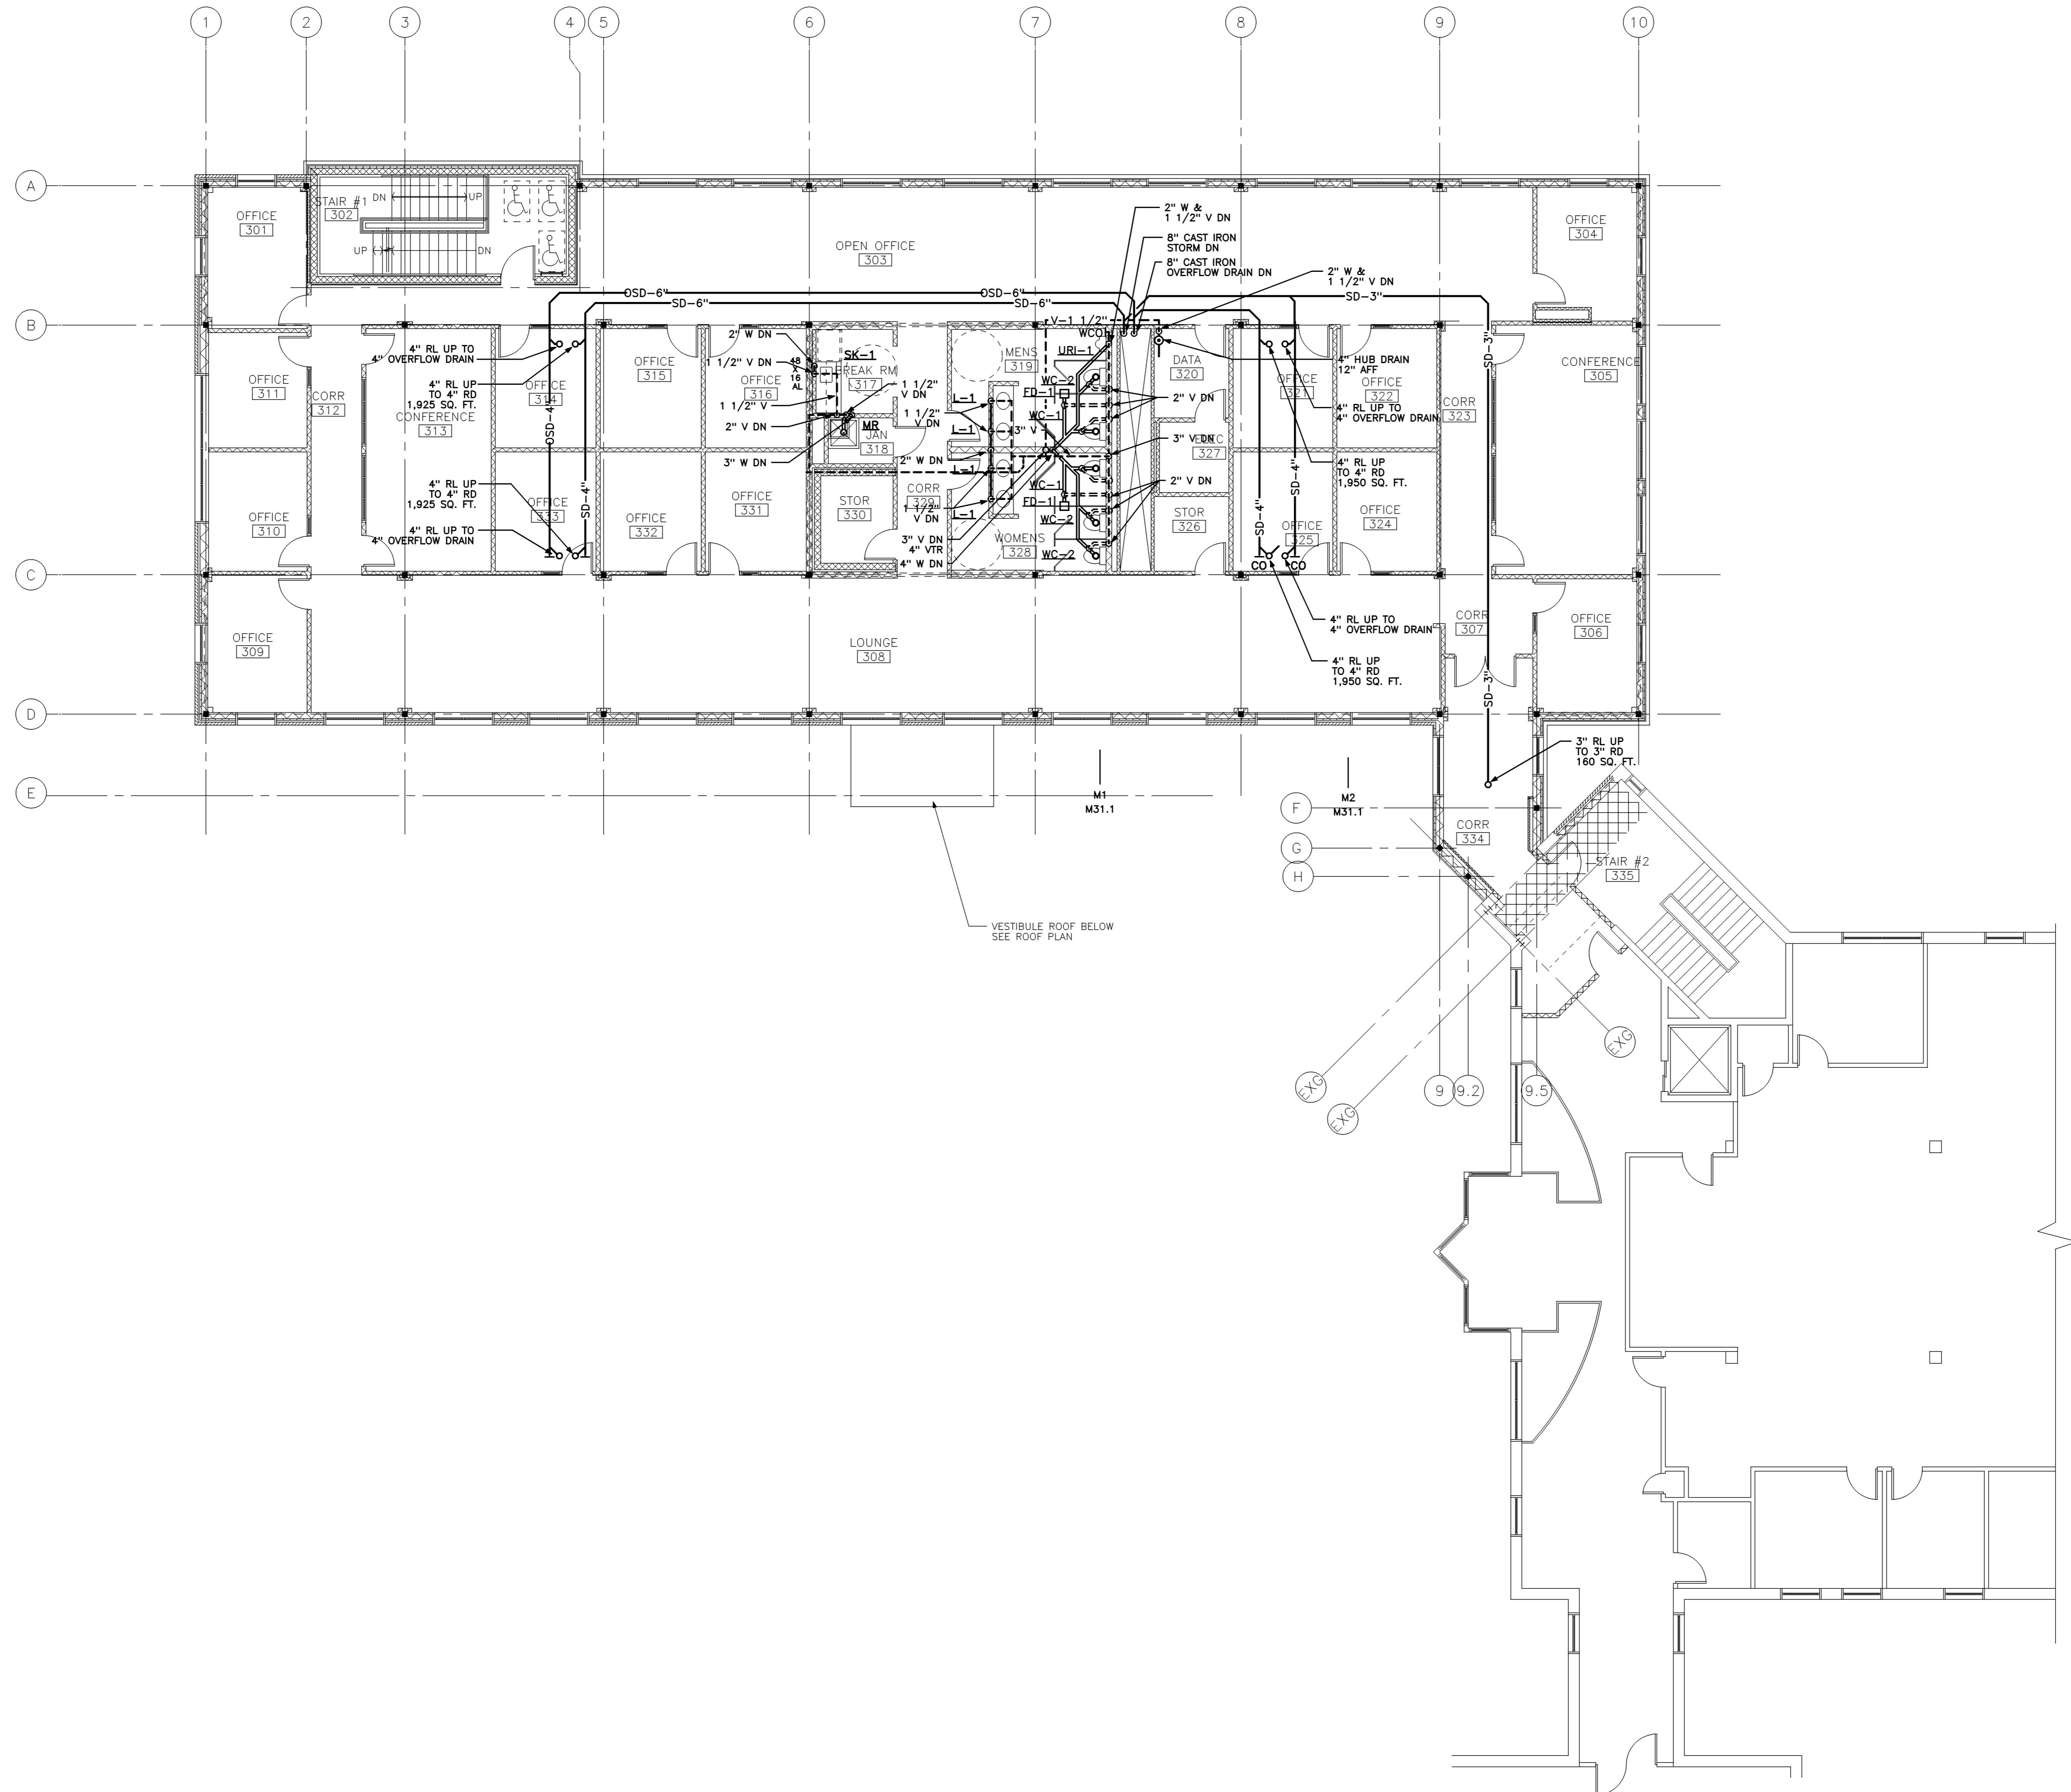 1
2
3
4
5
6
7
8
9
10
A
B
C
D
E
F
G
H
OFFICE
301
STAIR #1
302
DN
UP
UP
DN
OPEN OFFICE
303
2" W &
1 1/2" V DN
8" CAST IRON
STORM DN
8" CAST IRON
OVERFLOW DRAIN DN
2" W &
1 1/2" V DN
OFFICE
304
OSD-6"
OSD-6"
SD-6"
SD-6"
SD-3"
SD-3"
SD-3"
4" RL UP TO
4" OVERFLOW DRAIN
4" RL UP
TO 4" RD
1,925 SQ. FT.
4" RL UP
TO 4" RD
1,925 SQ. FT.
4" RL UP TO
4" OVERFLOW DRAIN
OSD-4"
SD-4"
OFFICE
311
CORR
312
CONFERENCE
313
OFFICE
314
OFFICE
315
OFFICE
316
2" W DN
1 1/2" V DN
48
X
16
AL
1 1/2" V
2" V DN
3" W DN
SK-1
BREAK RM
317
MR
JAN
318
1 1/2"
V DN
1 1/2"
V DN
MENS
319
V-1 1/2"
WCO
URI-1
WC-2
FD-1
WC-1
L-1
L-1
L-1
L-1
3" V
2" W DN
1 1/2"
V DN
3" V DN
4" VTR
4" W DN
WC-1
FD-1
WC-2
WC-2
2" V DN
3" V DN
2" V DN
DATA
320
ELEC
327
STOR
326
4" HUB DRAIN
12" AFF
OFFICE
321
OFFICE
322
CORR
323
CONFERENCE
305
4" RL UP TO
4" OVERFLOW DRAIN
4" RL UP
TO 4" RD
1,950 SQ. FT.
SD-4"
SD-4"
OFFICE
310
OFFICE
333
OFFICE
332
OFFICE
331
STOR
330
CORR
329
WOMENS
328
OFFICE
325
OFFICE
324
CO
CO
4" RL UP TO
4" OVERFLOW DRAIN
4" RL UP
TO 4" RD
1,950 SQ. FT.
OFFICE
309
LOUNGE
308
CORR
307
OFFICE
306
3" RL UP
TO 3" RD
160 SQ. FT.
M1
M31.1
M2
M31.1
CORR
334
STAIR #2
335
VESTIBULE ROOF BELOW
SEE ROOF PLAN
EXG
EXG
EXG
9
9.2
9.5